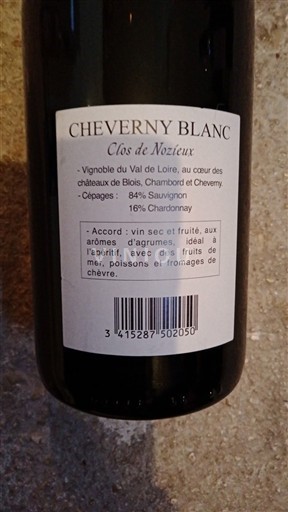 CHEVERNY BLANC
Clos de Nozieux
- Vignoble du Val de Loire, au cœur des
châteaux de Blois, Chambord et Cheverny.
- Cépages : 84% Sauvignon
16% Chardonnay
- Accord : vin sec et fruité, aux
arômes d'agrumes, idéal à
l'apéritif, avec des fruits de
mer, poissons et fromages de
chèvre.
3 415287 502050